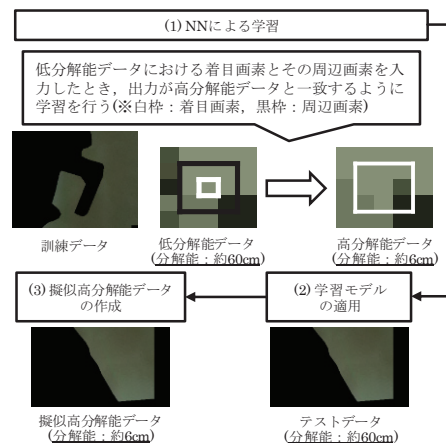 (1) NNによる学習
低分解能データにおける着目画素とその周辺画素を入
力したとき，出力が高分解能データと一致するように
学習を行う(※白枠：着目画素，黒枠：周辺画素)
訓練データ
低分解能データ
(分解能：約60cm)
高分解能データ
(分解能：約6cm)
(3) 擬似高分解能データ
の作成
(2) 学習モデル
の適用
擬似高分解能データ
(分解能：約6cm)
テストデータ
(分解能：約60cm)